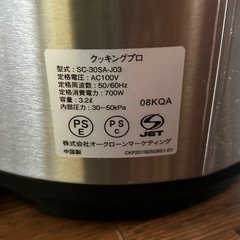 クッキングプロ
型式：SC-30SA-J03
定格電圧：AC100V
定格周波数：50/60Hz
定格消費電力：700W
容量：3.2ℓ
内部圧力：30～50kPa
08KQA
PS
E
PS
C
JET
株式会社オークローンマーケティング
中国製
CKP2019050851-01